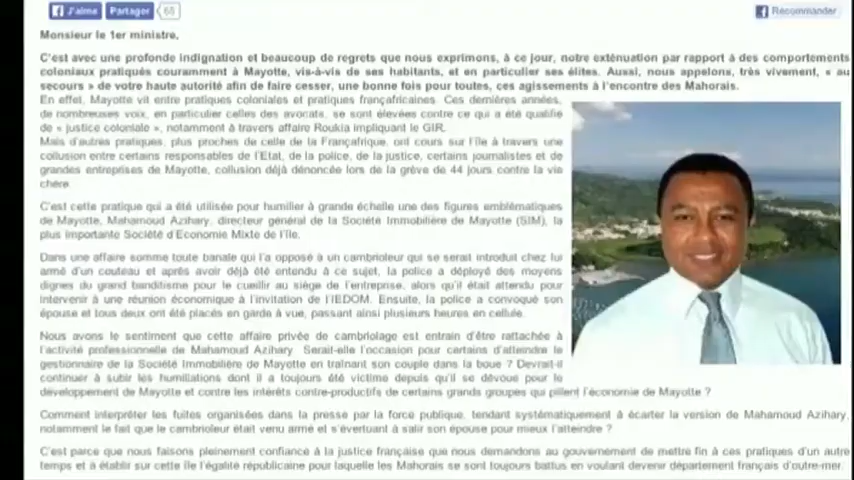 J'aime Partager 68 Recommander
Monsieur le 1er ministre,
C'est avec une profonde indignation et beaucoup de regrets que nous exprimons, à ce jour, notre exténuation par rapport à des comportements
coloniaux pratiqués couramment à Mayotte, vis-à-vis de ses habitants, et en particulier ses élites. Aussi, nous appelons, très vivement, « au
secours » de votre haute autorité afin de faire cesser, une bonne fois pour toutes, ces agissements à l'encontre des Mahorais.
En effet, Mayotte vit entre pratiques coloniales et pratiques françafricaines. Ces dernières années,
de nombreuses voix, en particulier celles des avocats, se sont élevées contre ce qui a été qualifié
de « justice coloniale », notamment à travers affaire Roukia impliquant le GIR.
Mais d'autres pratiques, plus proches de celle de la Françafrique, ont cours sur l'île à travers une
collusion entre certains responsables de l'Etat, de la police, de la justice, certains journalistes et de
grandes entreprises de Mayotte, collusion déjà dénoncée lors de la grève de 44 jours contre la vie
chère.
C'est cette pratique qui a été utilisée pour humilier à grande échelle une des figures emblématiques
de Mayotte, Mahamoud Azihary, directeur général de la Société Immobilière de Mayotte (SIM), la
plus importante Société d'Economie Mixte de l'île.
Dans une affaire somme toute banale qui l'a opposé à un cambrioleur qui se serait introduit chez lui
armé d'un couteau et après avoir déjà été entendu à ce sujet, la police a déployé des moyens
dignes du grand banditisme pour le cueillir au siège de l'entreprise, alors qu'il était attendu pour
intervenir à une réunion économique à l'invitation de l'IEDOM. Ensuite, la police a convoqué son
épouse et tous deux ont été placés en garde à vue, passant ainsi plusieurs heures en cellule.
Nous avons le sentiment que cette affaire privée de cambriolage est entrain d'être rattachée à
l'activité professionnelle de Mahamoud Azihary. Serait-elle l'occasion pour certains d'atteindre le
gestionnaire de la Société Immobilière de Mayotte en traînant son couple dans la boue ? Devrait-il
continuer à subir les humiliations dont il a toujours été victime depuis qu'il se dévoue pour le
développement de Mayotte et contre les intérêts contre-productifs de certains grands groupes qui pillent l'économie de Mayotte ?
Comment interpréter les fuites organisées dans la presse par la force publique, tendant systématiquement à écarter la version de Mahamoud Azihary,
notamment le fait que le cambrioleur était venu armé et s'évertuant à salir son épouse pour mieux l'atteindre ?
C'est parce que nous faisons pleinement confiance à la justice française que nous demandons au gouvernement de mettre fin à ces pratiques d'un autre
temps et à établir sur cette île l'égalité républicaine pour laquelle les Mahorais se sont toujours battus en voulant devenir département français d'outre-mer.